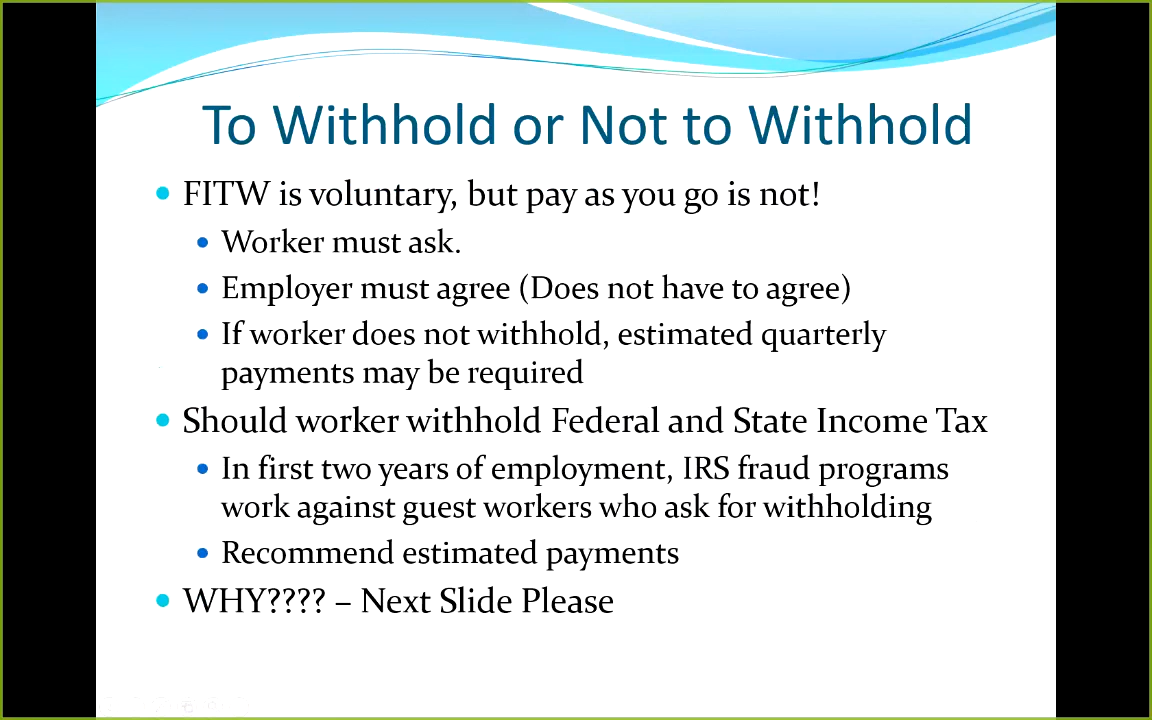 To Withhold or Not to Withhold
FITW is voluntary, but pay as you go is not!
Worker must ask.
Employer must agree (Does not have to agree)
If worker does not withhold, estimated quarterly
payments may be required
Should worker withhold Federal and State Income Tax
In first two years of employment, IRS fraud programs
work against guest workers who ask for withholding
Recommend estimated payments
WHY???? – Next Slide Please